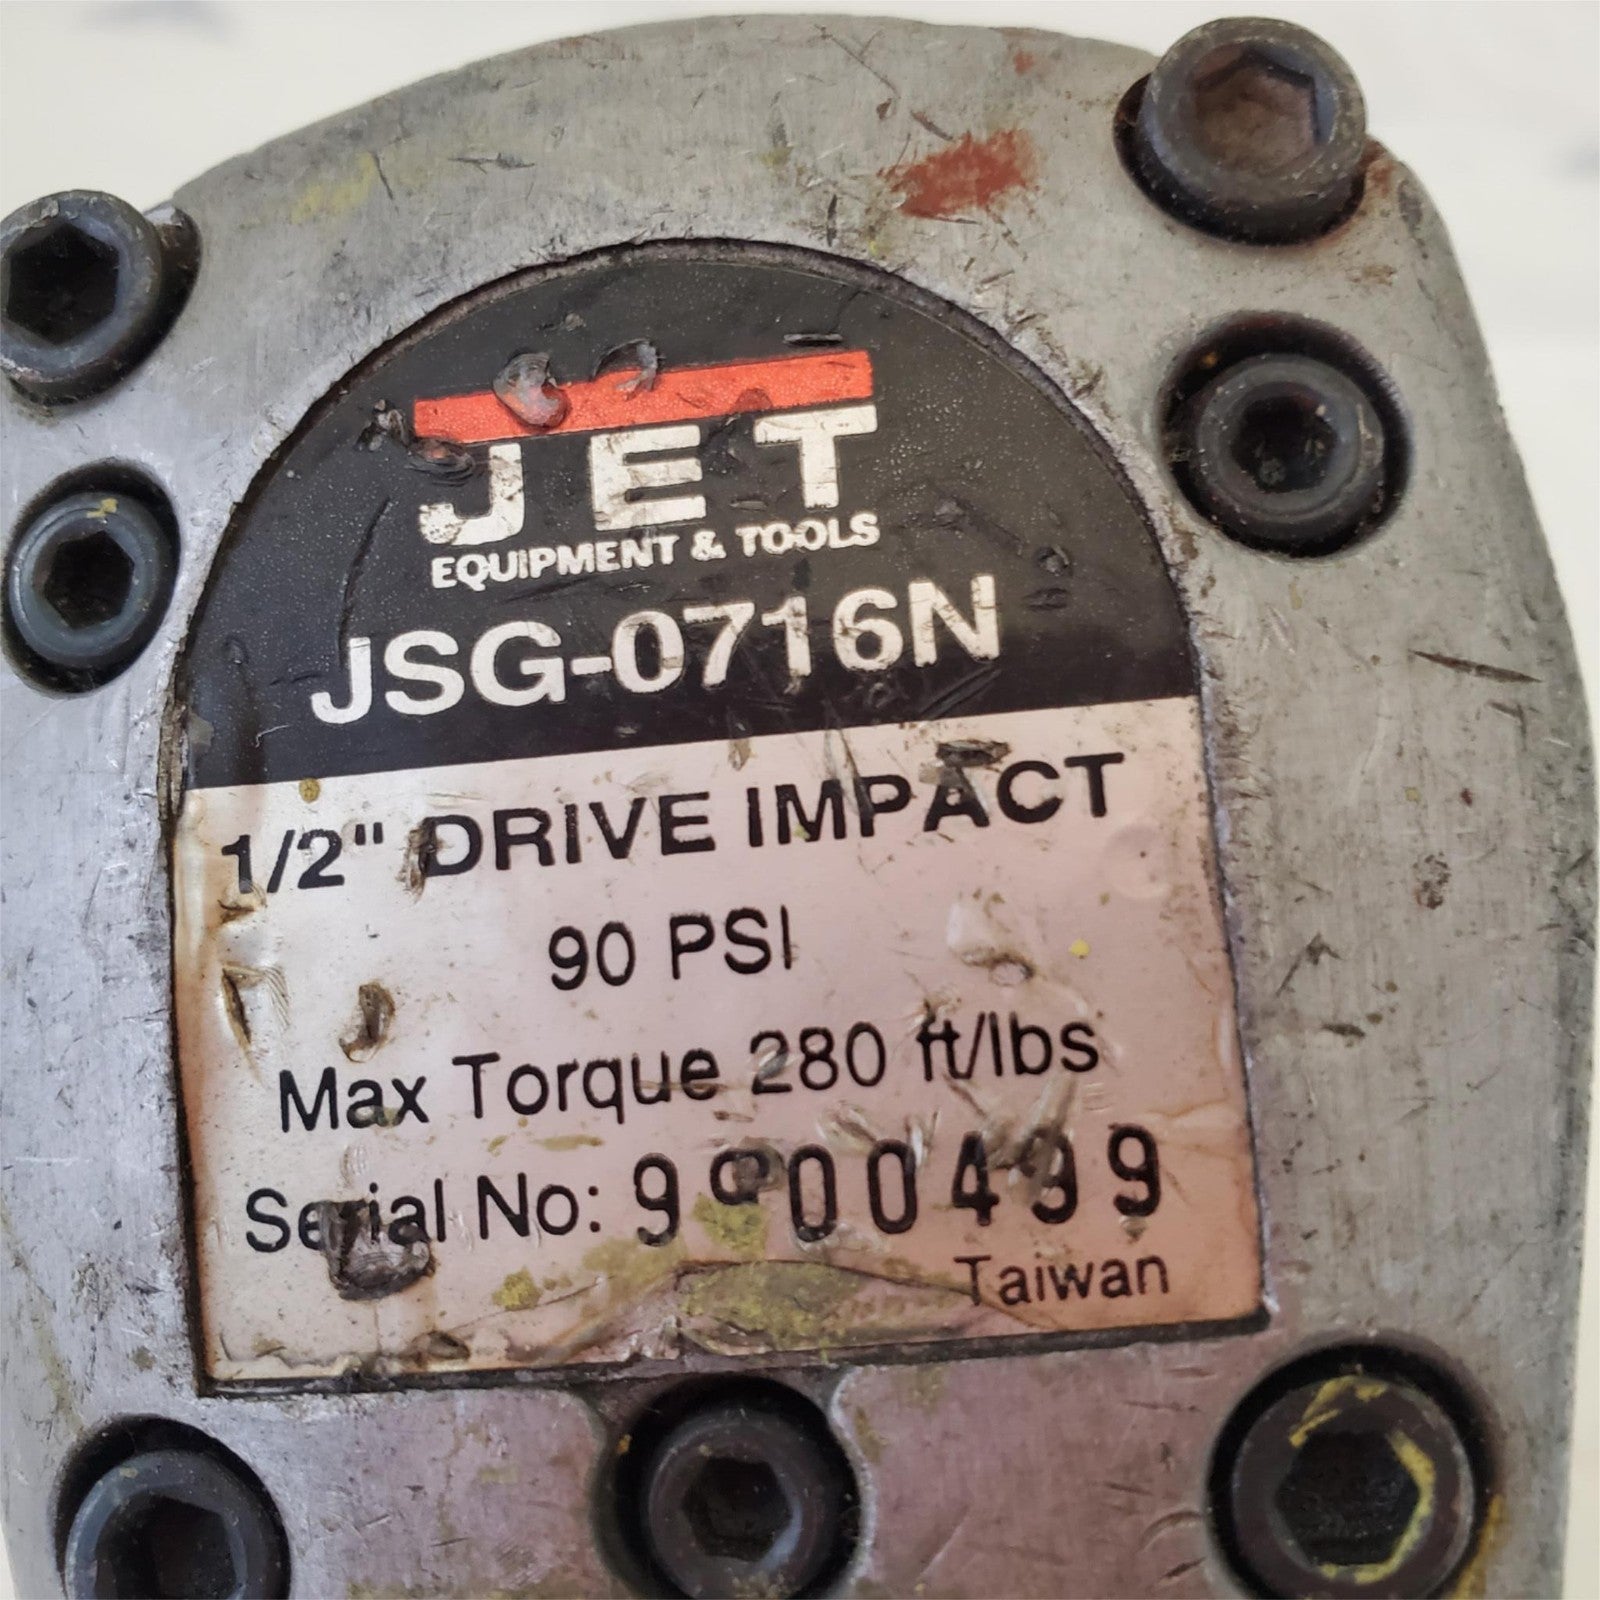 JET
EQUIPMENT & TOOLS
JSG-0716N
1/2" DRIVE IMPACT
90 PSI
Max Torque 280 ft/lbs
Serial No:
Taiwan